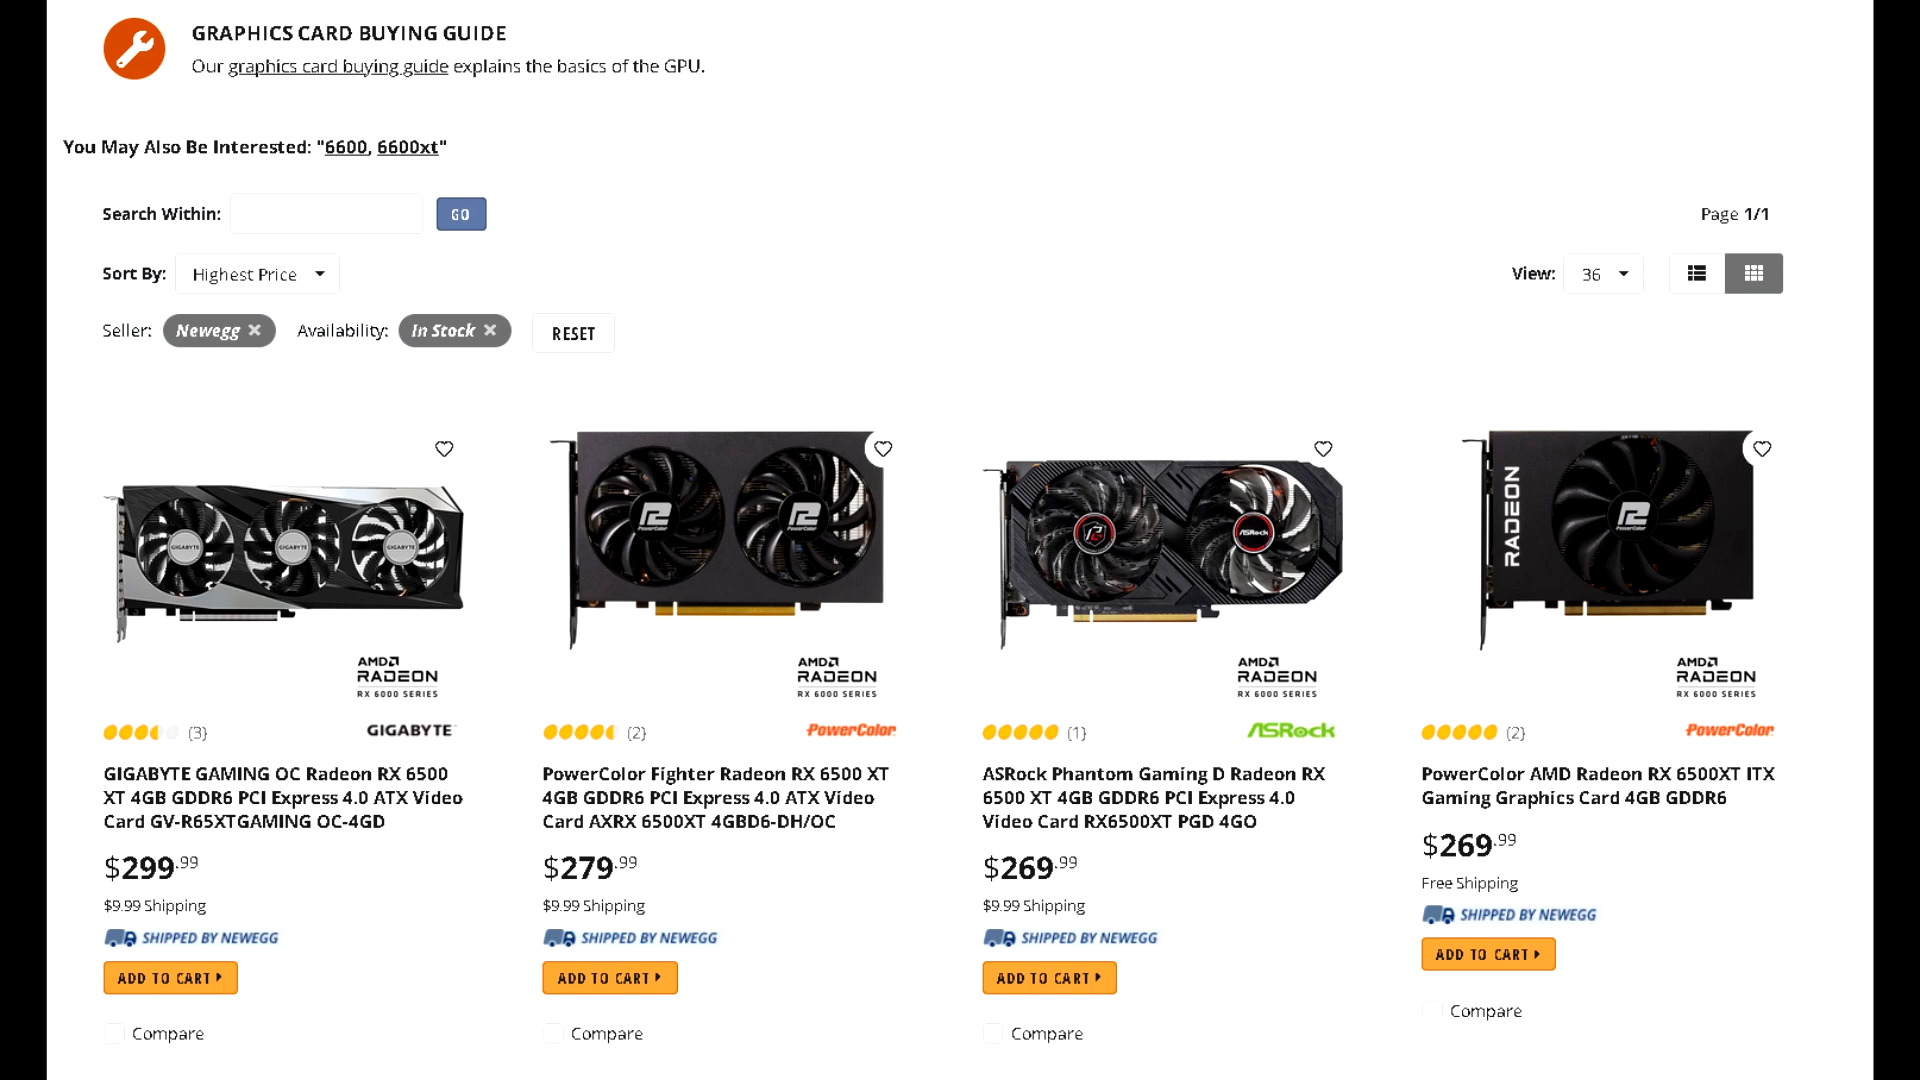 GRAPHICS CARD BUYING GUIDE
Our graphics card buying guide explains the basics of the GPU.
You May Also Be Interested: "6600, 6600xt"
Search Within:
GO
Page 1/1
Sort By:
Highest Price
View:
36
Seller:
Newegg
Availability:
In Stock
RESET
GIGABYTE
GIGABYTE
GIGABYTE
AMD
RADEON
RX 6000 SERIES
(3)
GIGABYTE
GIGABYTE GAMING OC Radeon RX 6500
XT 4GB GDDR6 PCI Express 4.0 ATX Video
Card GV-R65XTGAMING OC-4GD
$299.99
$9.99 Shipping
SHIPPED BY NEWEGG
ADD TO CART
Compare
PowerColor
PowerColor
AMD
RADEON
RX 6000 SERIES
(2)
PowerColor
PowerColor Fighter Radeon RX 6500 XT
4GB GDDR6 PCI Express 4.0 ATX Video
Card AXRX 6500XT 4GBD6-DH/OC
$279.99
$9.99 Shipping
SHIPPED BY NEWEGG
ADD TO CART
Compare
ASRock
AMD
RADEON
RX 6000 SERIES
(1)
ASRock
ASRock Phantom Gaming D Radeon RX
6500 XT 4GB GDDR6 PCI Express 4.0
Video Card RX6500XT PGD 4GO
$269.99
$9.99 Shipping
SHIPPED BY NEWEGG
ADD TO CART
Compare
RADEON
PowerColor
AMD
RADEON
RX 6000 SERIES
(2)
PowerColor
PowerColor AMD Radeon RX 6500XT ITX
Gaming Graphics Card 4GB GDDR6
$269.99
Free Shipping
SHIPPED BY NEWEGG
ADD TO CART
Compare